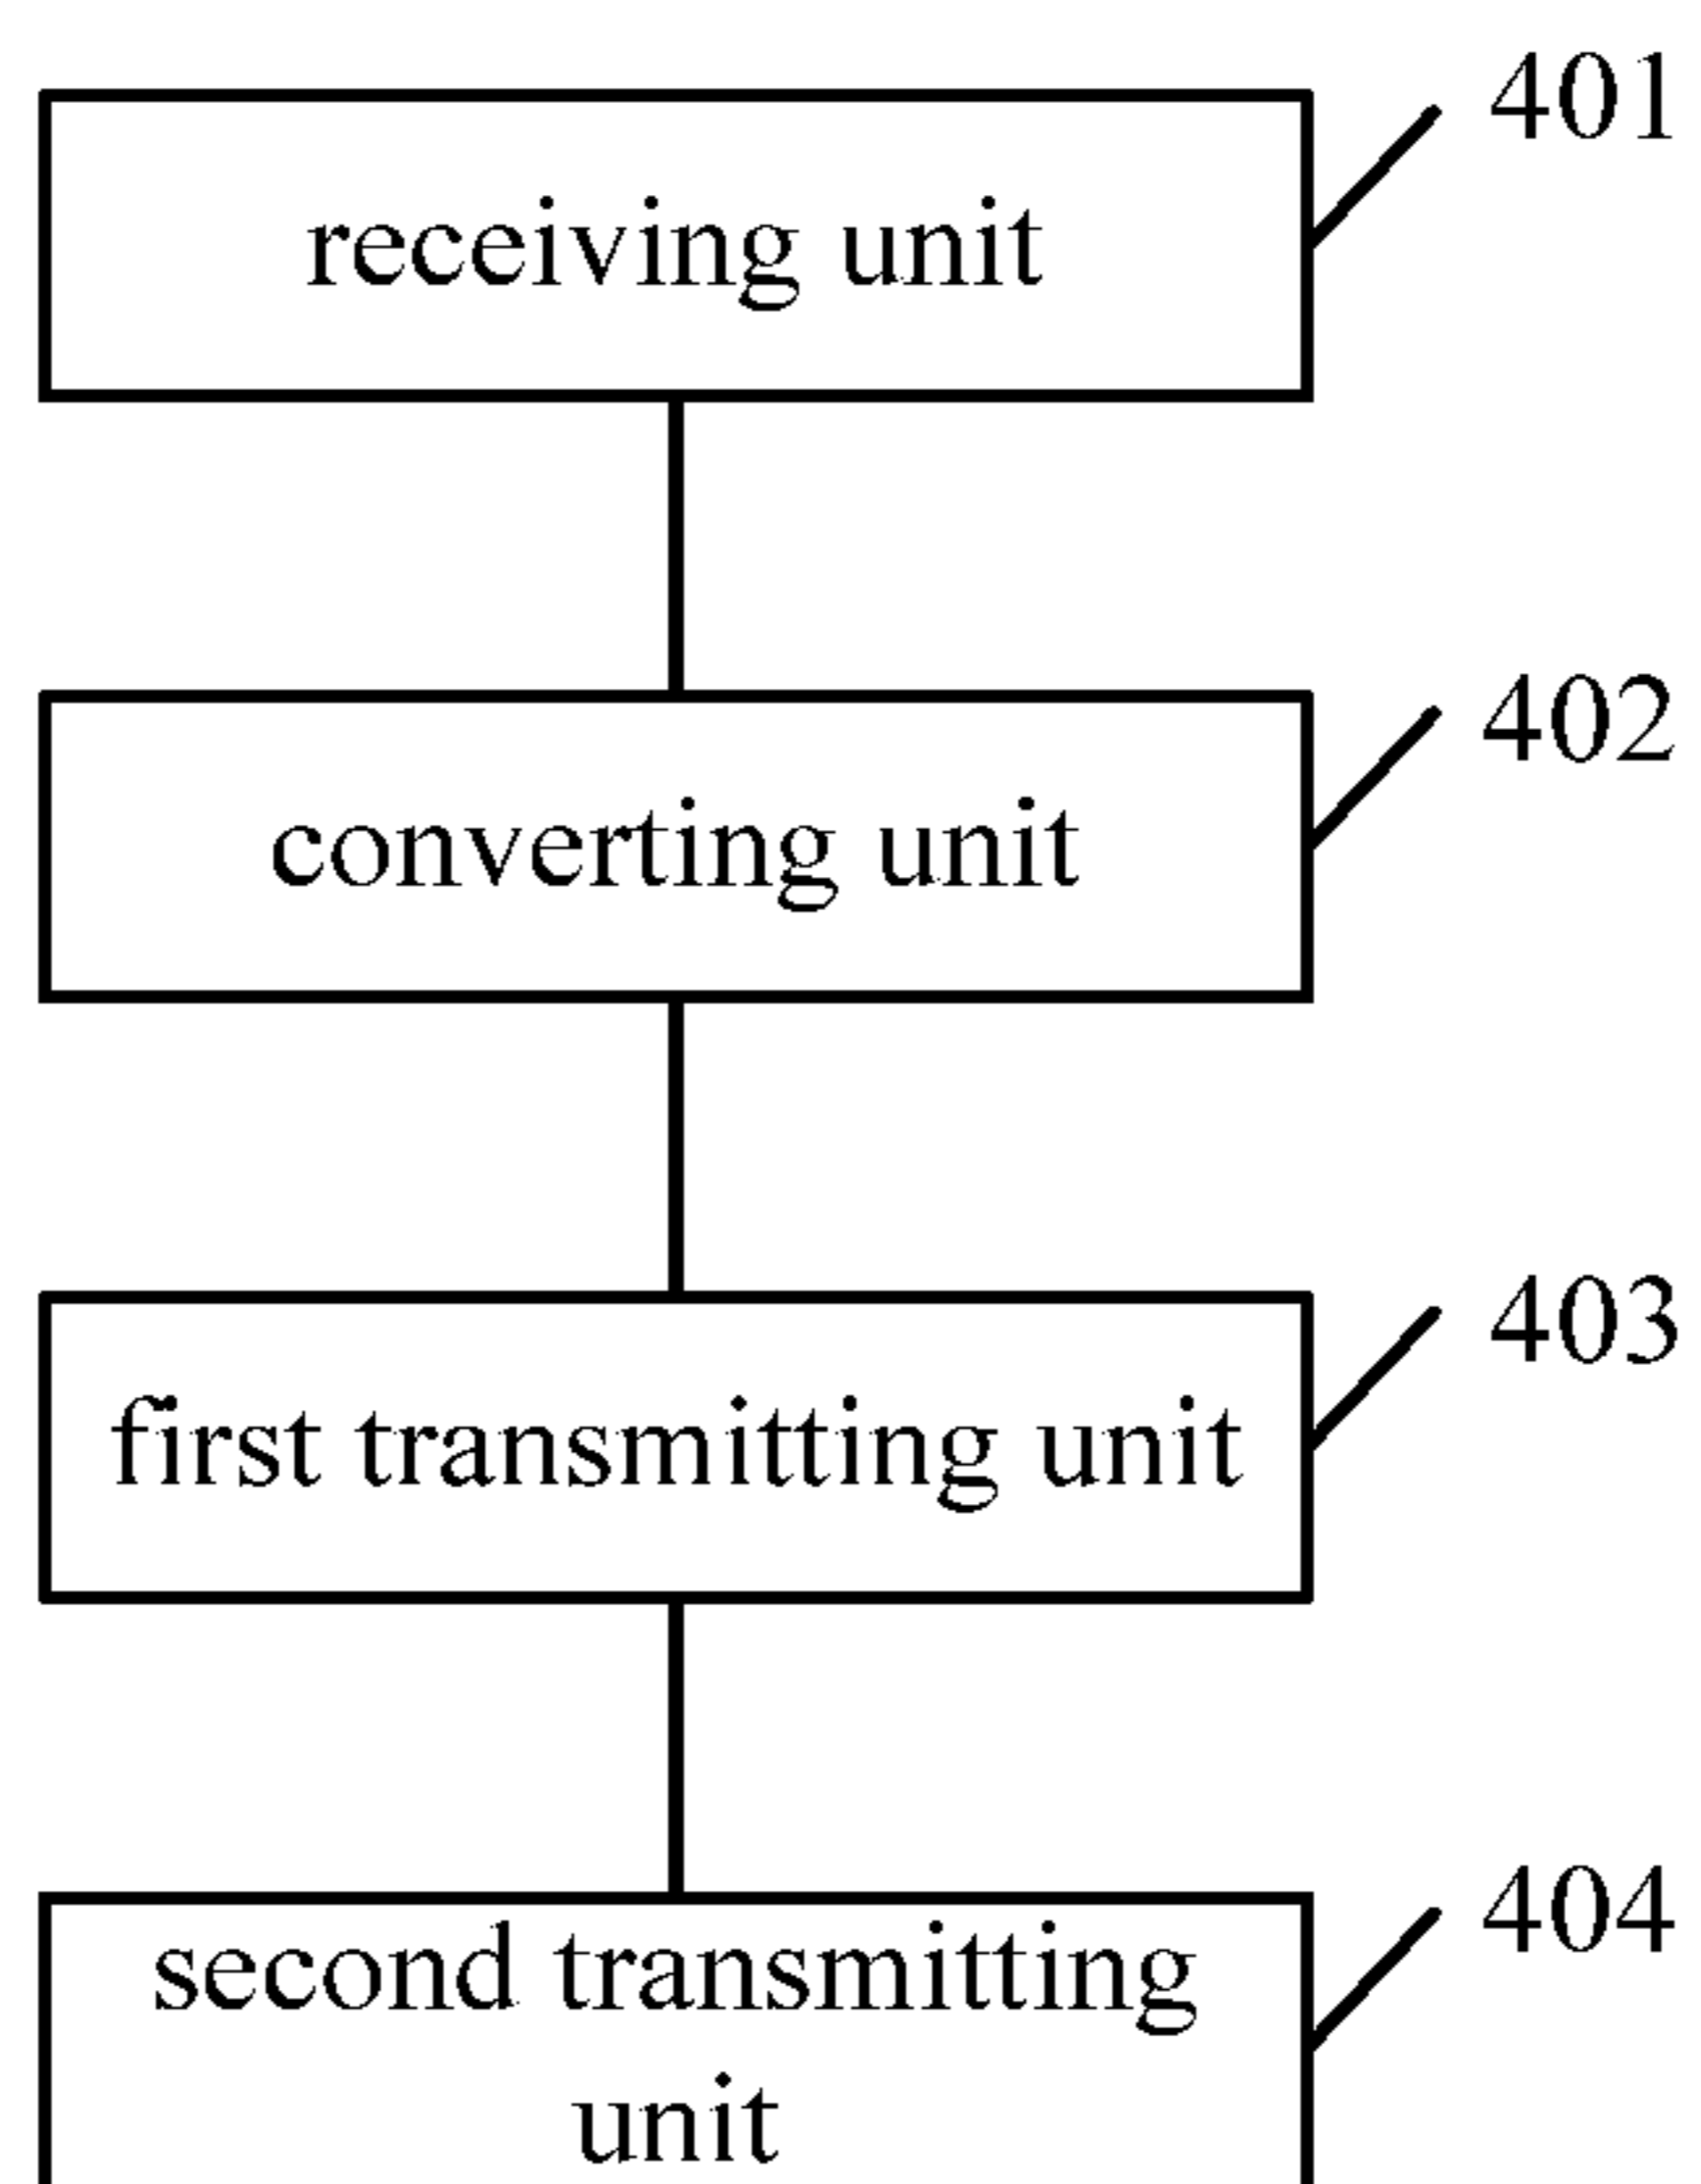 401
receiving unit
402
converting unit
403
first transmitting unit
404
second transmitting
unit